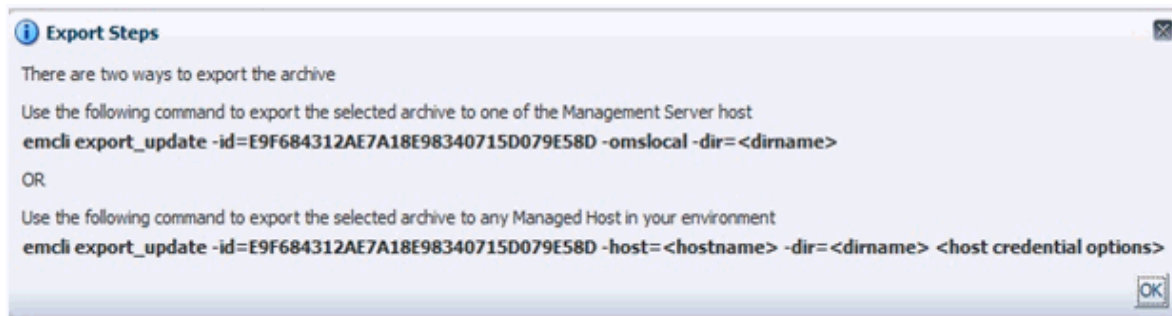 Export Steps
There are two ways to export the archive
Use the following command to export the selected archive to one of the Management Server host
emcli export_update -id=E9F684312AE7A18E98340715D079E58D -omslocal -dir=<dirname>
OR
Use the following command to export the selected archive to any Managed Host in your environment
emcli export_update -id=E9F684312AE7A18E98340715D079E58D -host=<hostname> -dir=<dirname> <host credential options>
OK